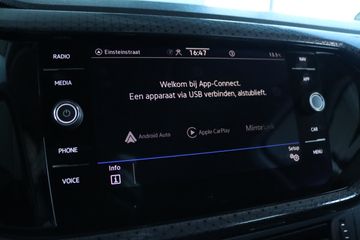 RADIO
MEDIA
PHONE
VOICE
Einsteinstraat
16:47
Welkom bij App-Connect.
Een apparaat via USB verbinden, alstublieft.
Android Auto
Apple CarPlay
MirrorLink
Info
Setup
NAV
APP
CAR
MENU